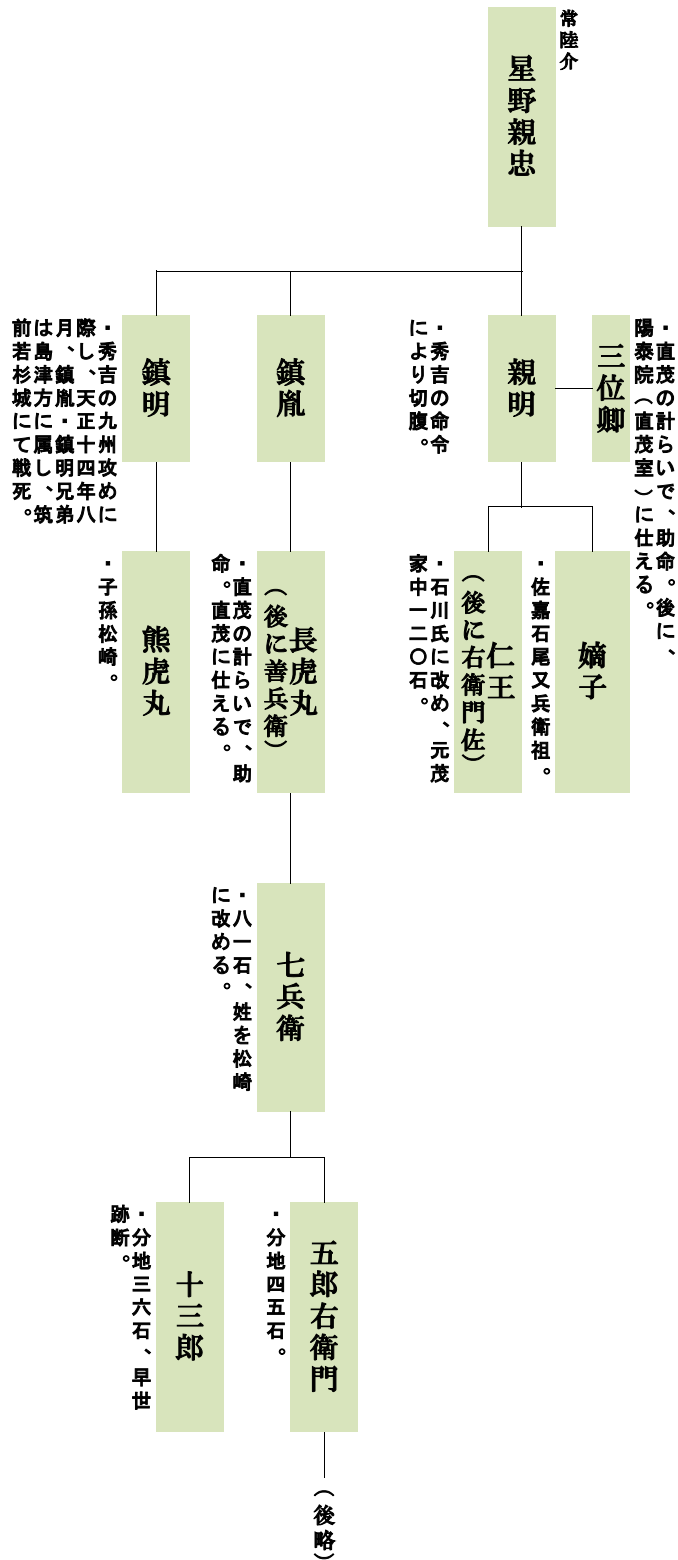 常陸介
星野親忠
・直茂の計らいで、助命。後に、
陽泰院（直茂室）に仕える。
三位卿
親明
・秀吉の命令
により切腹。
鎮胤
鎮明
・秀吉の九州攻めに
際し、天正十四年八
月、鎮胤・鎮明兄弟
は島津方に属し、筑
前若杉城にて戦死。
嫡子
・佐嘉石尾又兵衛祖。
仁王
（後に右衛門佐）
・石川氏に改め、元茂
家中一二〇石。
長虎丸
（後に善兵衛）
・直茂の計らいで、助
命。直茂に仕える。
熊虎丸
・子孫松崎。
七兵衛
・八一石、姓を松崎
に改める。
五郎右衛門
・分地四五石。
十三郎
・分地三六石、早世
跡断。
（後略）